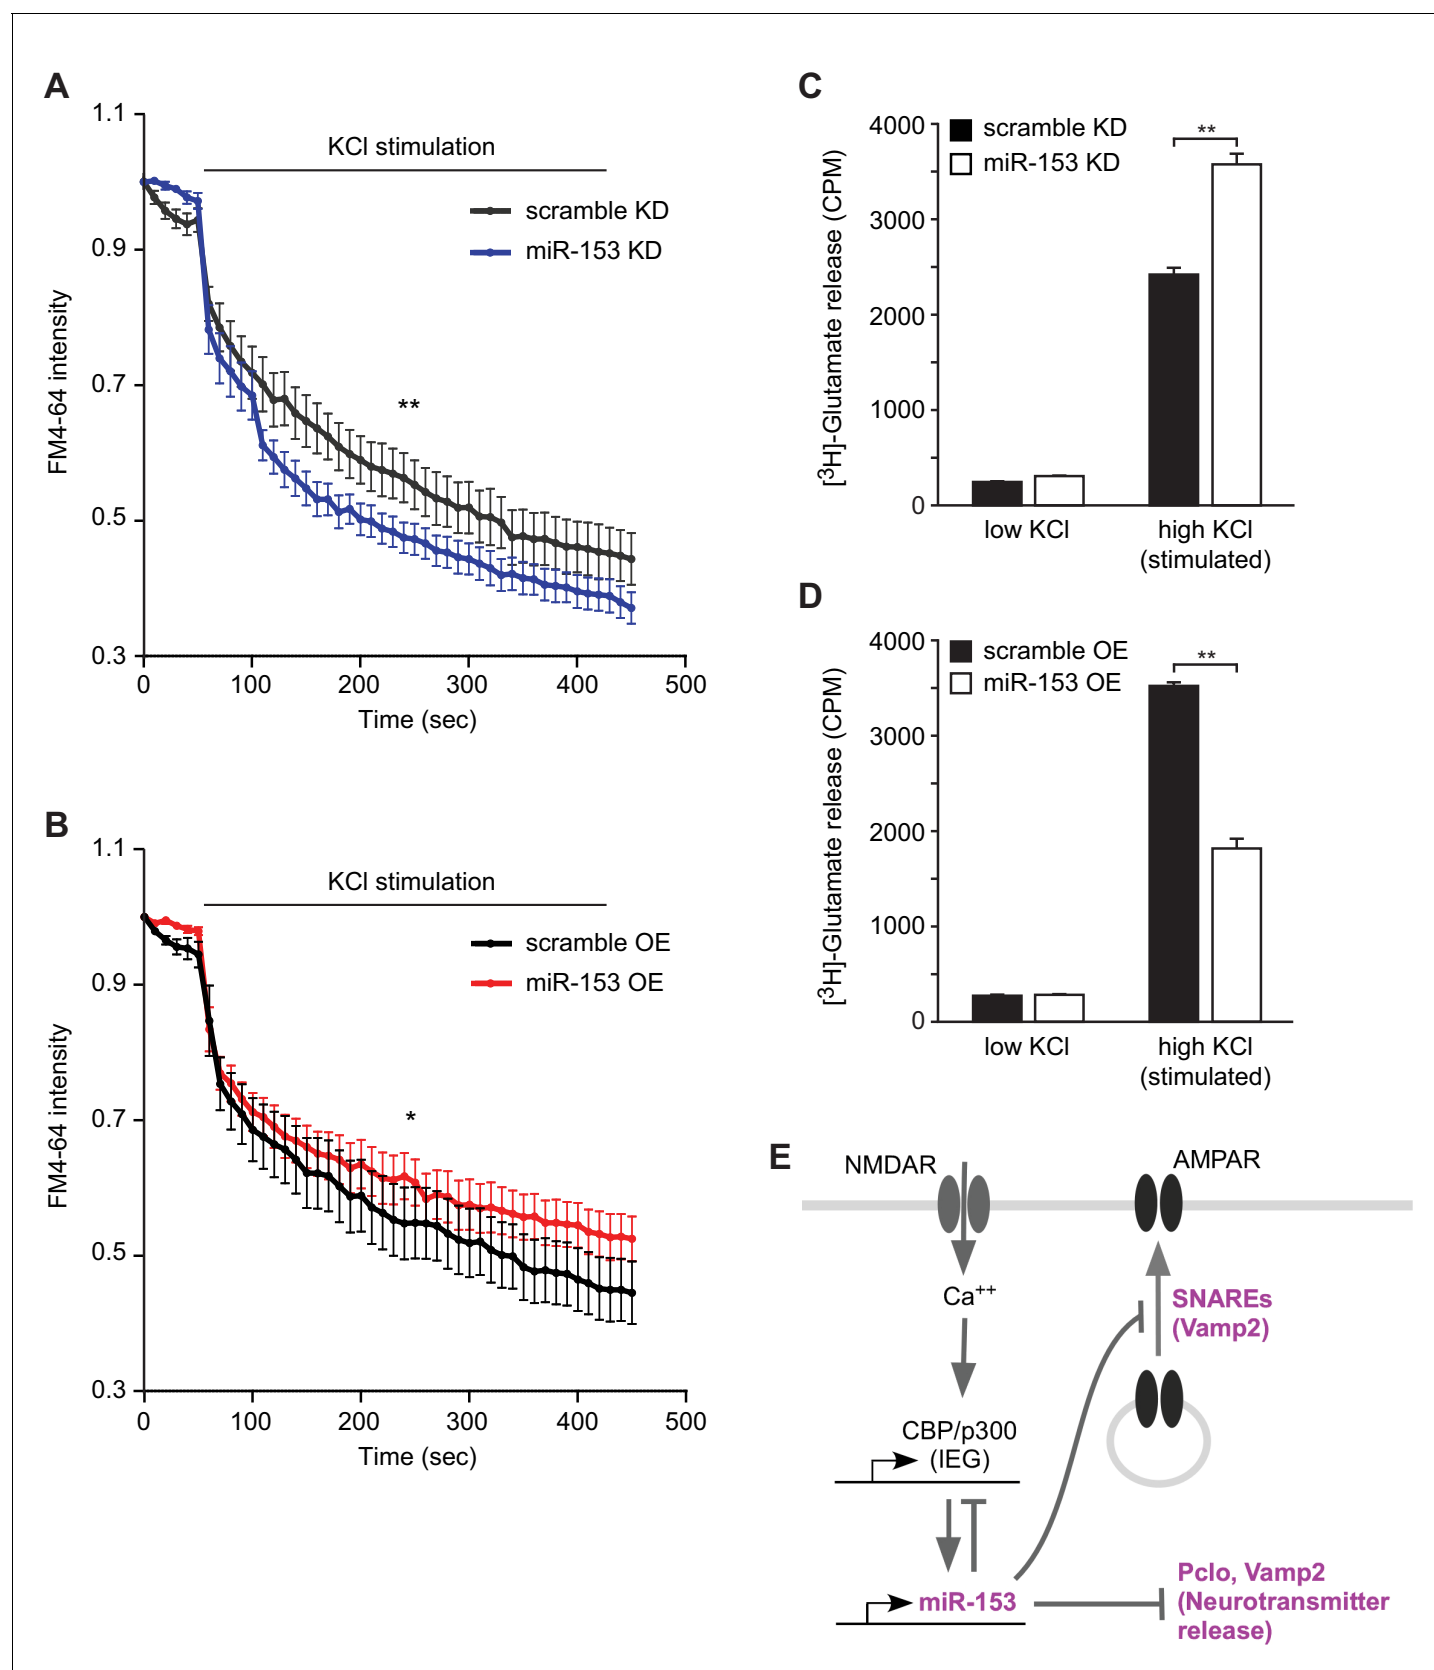 A
1.1
0.9
0.7
0.5
0.3
FM4-64 intensity
KCl stimulation
scramble KD
miR-153 KD
**
0 100 200 300 400 500
Time (sec)
B
1.1
0.9
0.7
0.5
0.3
FM4-64 intensity
KCl stimulation
scramble OE
miR-153 OE
*
0 100 200 300 400 500
Time (sec)
C
[³H]-Glutamate release (CPM)
4000
3000
2000
1000
0
scramble KD
miR-153 KD
**
low KCl
high KCl
(stimulated)
D
[³H]-Glutamate release (CPM)
4000
3000
2000
1000
0
scramble OE
miR-153 OE
**
low KCl
high KCl
(stimulated)
E
NMDAR
AMPAR
Ca⁺⁺
SNAREs
(Vamp2)
CBP/p300
(IEG)
miR-153
Pclo, Vamp2
(Neurotransmitter
release)